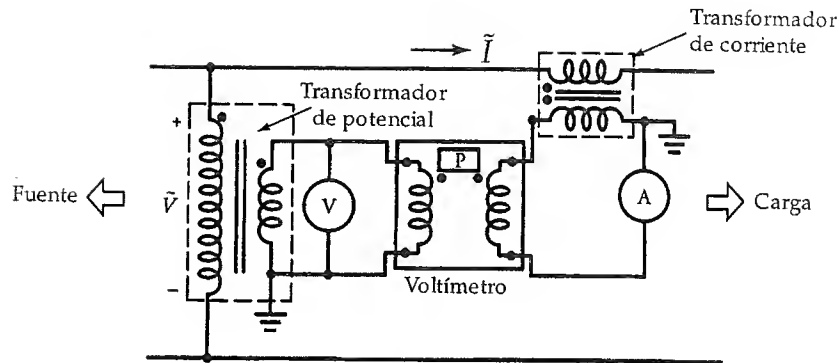 Transformador
de corriente
Ĩ
Transformador
de potencial
+
P
Fuente
Ṽ
V
A
Carga
−
Voltímetro